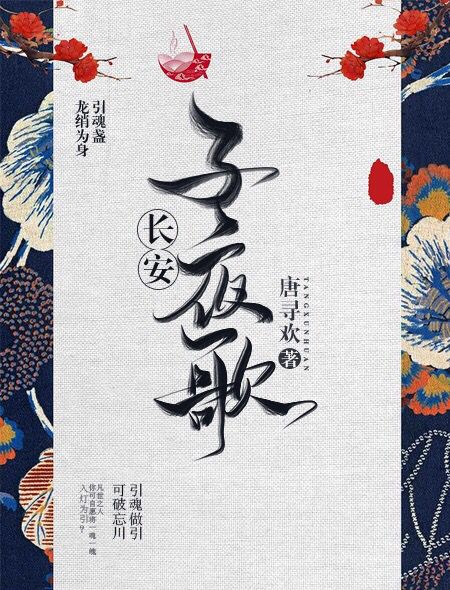 引魂盏
龙绡为身
长安
子夜歌
唐寻欢著
TANGXUNHUAN
引魂做引
可破忘川
凡世之人
你可自愿将一魂一魄
入灯为引？